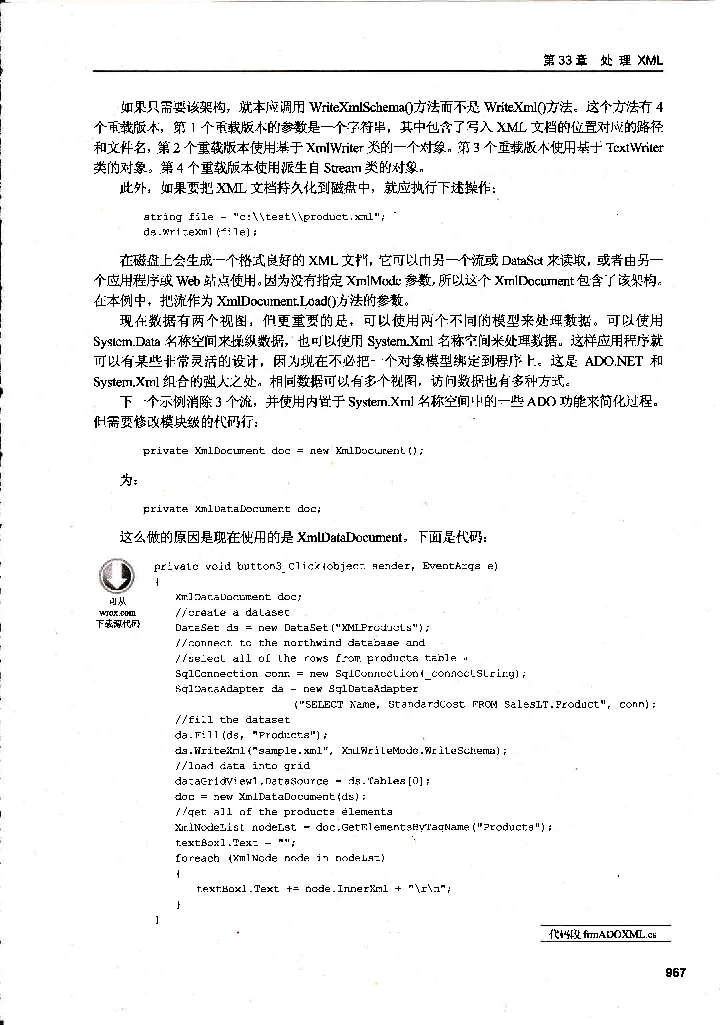 第33章 处 理 XML
如果只需要该架构，就本应调用 WriteXmlSchema()方法而不是 WriteXml()方法。这个方法有 4
个重载版本，第 1 个重载版本的参数是一个字符串，其中包含了写入 XML 文档的位置对应的路径
和文件名，第 2 个重载版本使用基于 XmlWriter 类的一个对象。第 3 个重载版本使用基于 TextWriter
类的对象。第 4 个重载版本使用派生自 Stream 类的对象。
此外，如果要把 XML 文档持久化到磁盘中，就应执行下述操作：
string file = "c:\\test\\product.xml";
ds.WriteXml(file);
在磁盘上会生成一个格式良好的 XML 文档，它可以由另一个流或 DataSet 来读取，或者由另一
个应用程序或 Web 站点使用。因为没有指定 XmlMode 参数，所以这个 XmlDocument 包含了该架构。
在本例中，把流作为 XmlDocument.Load()方法的参数。
现在数据有两个视图，但更重要的是，可以使用两个不同的模型来处理数据。可以使用
System.Data 名称空间来操纵数据，也可以使用 System.Xml 名称空间来处理数据。这样应用程序就
可以有某些非常灵活的设计，因为现在不必把一个对象模型绑定到程序上。这是 ADO.NET 和
System.Xml 组合的强大之处。相同数据可以有多个视图，访问数据也有多种方式。
下一个示例消除 3 个流，并使用内置于 System.Xml 名称空间中的一些 ADO 功能来简化过程。
但需要修改模块级的代码行：
private XmlDocument doc = new XmlDocument();
为：
private XmlDataDocument doc;
这么做的原因是现在使用的是 XmlDataDocument。下面是代码：
可从
wrox.com
下载源代码
private void button3_Click(object sender, EventArgs e)
{
XmlDataDocument doc;
//create a dataset
DataSet ds = new DataSet("XMLProducts");
//connect to the northwind database and
//select all of the rows from products table
SqlConnection conn = new SqlConnection(_connectString);
SqlDataAdapter da = new SqlDataAdapter
("SELECT Name, StandardCost FROM SalesLT.Product", conn);
//fill the dataset
da.Fill(ds, "Products");
ds.WriteXml("sample.xml", XmlWriteMode.WriteSchema);
//load data into grid
dataGridView1.DataSource = ds.Tables[0];
doc = new XmlDataDocument(ds);
//get all of the products elements
XmlNodeList nodeLst = doc.GetElementsByTagName("Products");
textBox1.Text = "";
foreach (XmlNode node in nodeLst)
{
textBox1.Text += node.InnerXml + "\r\n";
}
}
代码段 frmADOXML.cs
967